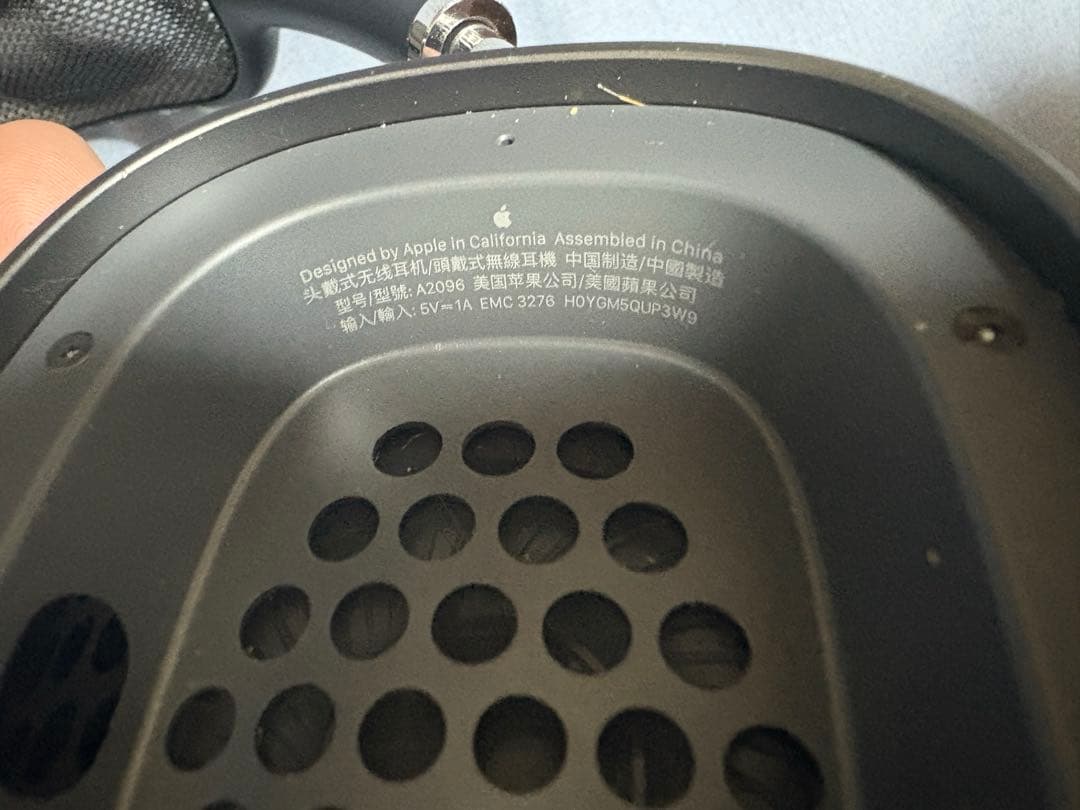 Designed by Apple in California Assembled in China
头戴式无线耳机/頭戴式無線耳機 中国制造/中國製造
型号/型號: A2096 美国苹果公司/美國蘋果公司
输入/輸入: 5V⎓1A EMC 3276 H0YGM5QUP3W9